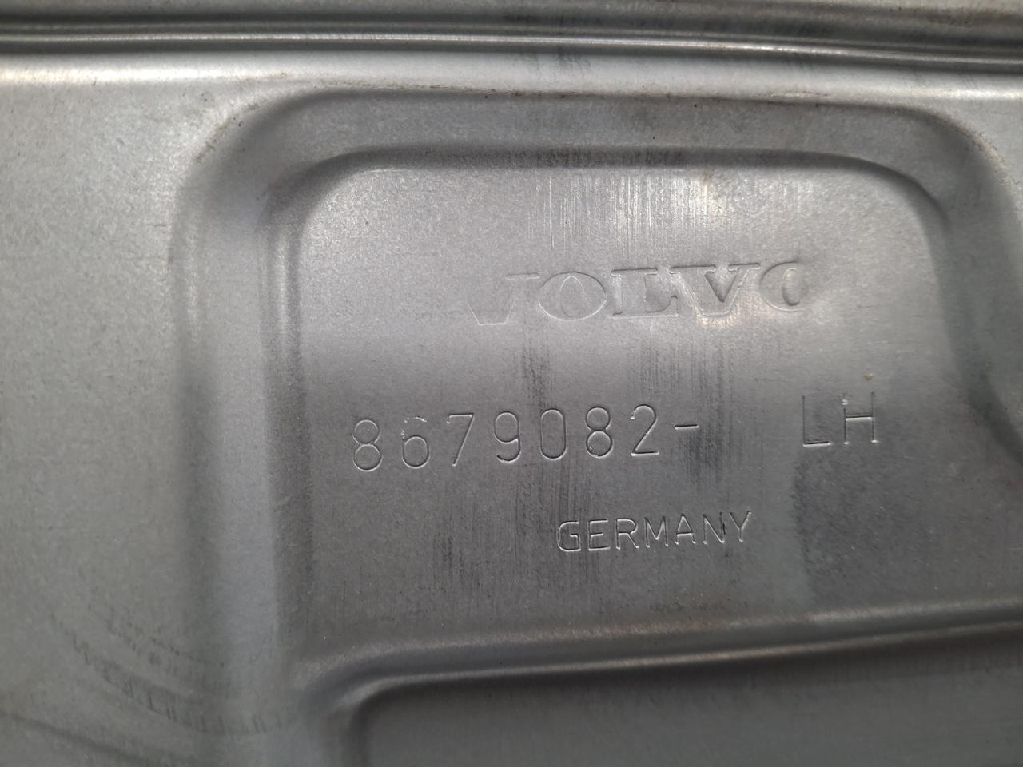 VOLVO
8679082- LH
GERMANY